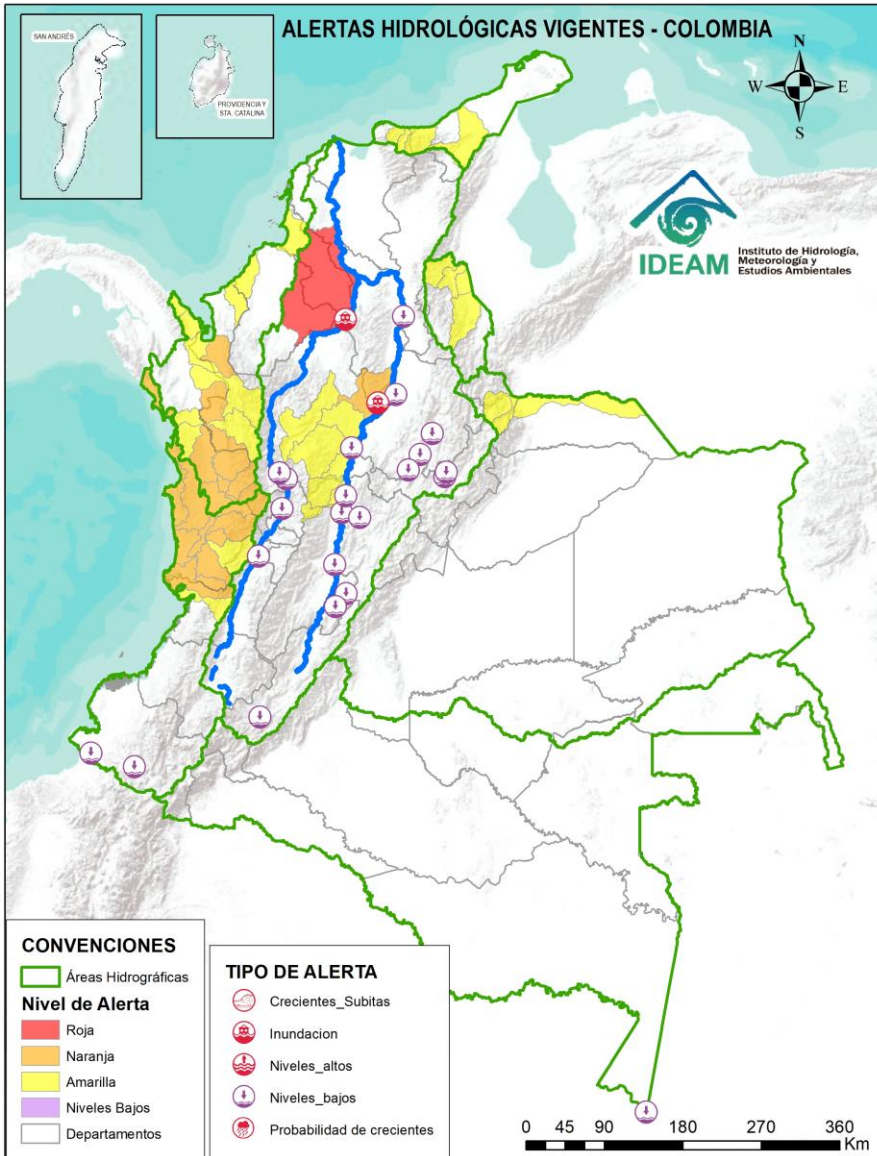 ALERTAS HIDROLÓGICAS VIGENTES - COLOMBIA
SAN ANDRÉS
PROVIDENCIA Y
STA. CATALINA
N
W
E
S
IDEAM
Instituto de Hidrología,
Meteorología y
Estudios Ambientales
CONVENCIONES
Áreas Hidrográficas
Nivel de Alerta
Roja
Naranja
Amarilla
Niveles Bajos
Departamentos
TIPO DE ALERTA
Crecientes_Subitas
Inundacion
Niveles_altos
Niveles_bajos
Probabilidad de crecientes
0 45 90 180 270 360
Km